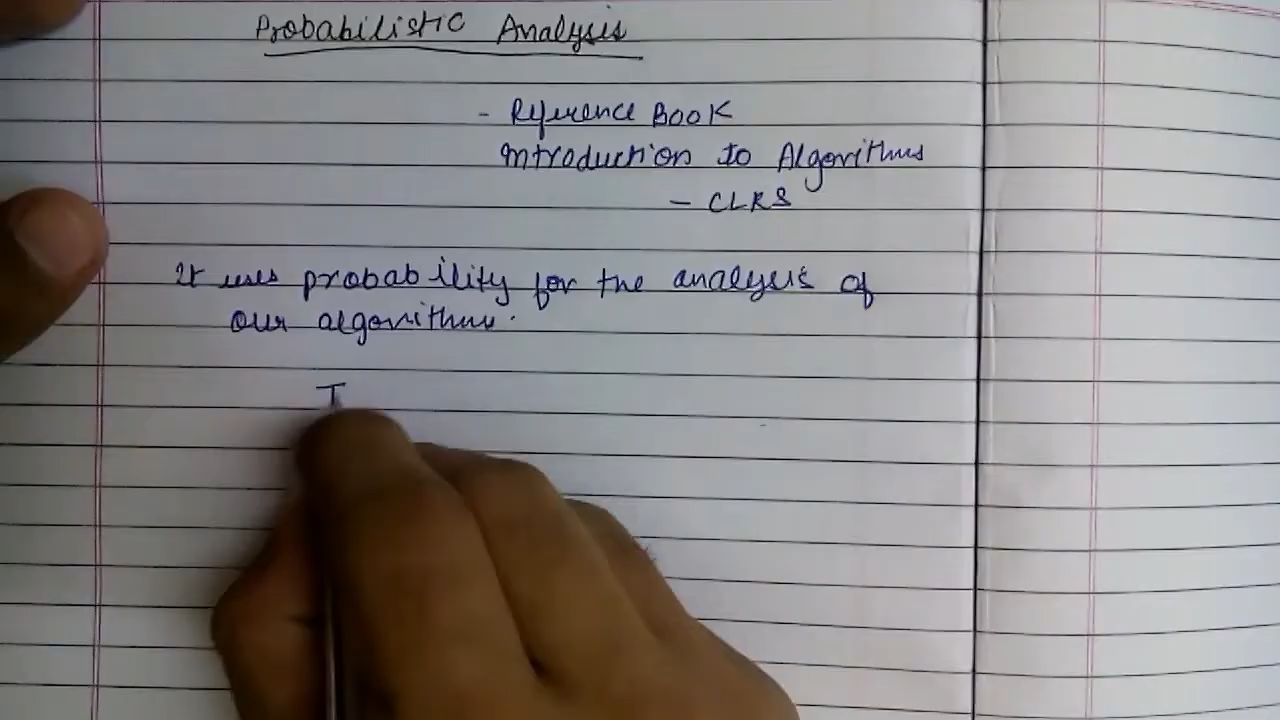 Probabilistic Analysis
- Reference Book
Introduction to Algorithms
- CLRS
It uses probability for the analysis of
our algorithms.
T